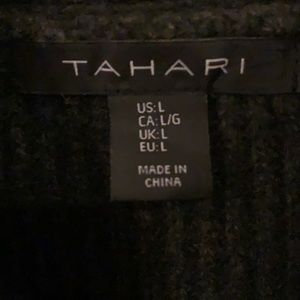 TAHARI
US: L
CA: L/G
UK: L
EU: L
MADE IN
CHINA